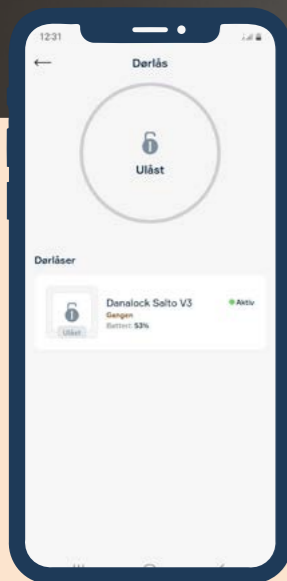 12:31
Dørlås
Ulåst
Dørlåser
Danalock Salto V3
Aktiv
Gangen
Batteri: 53%
Ulåst